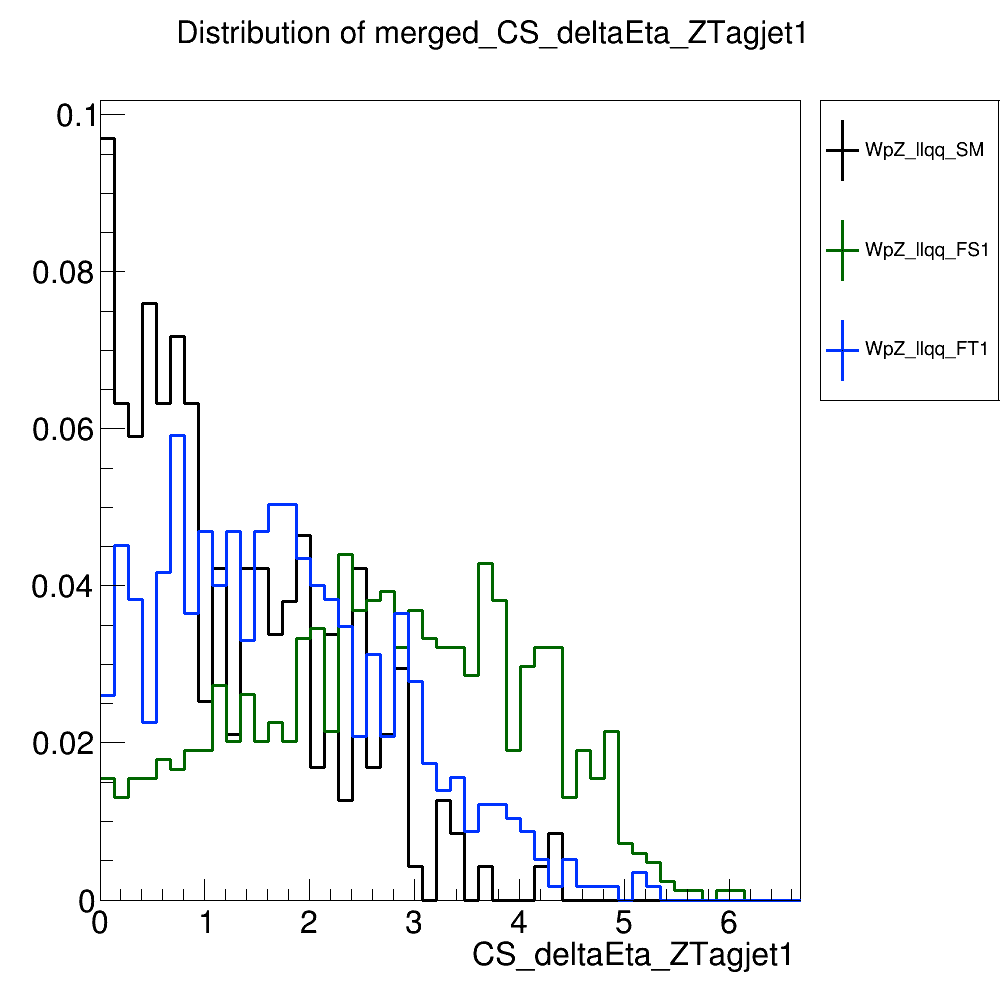 Distribution of merged_CS_deltaEta_ZTagjet1
0.1
0.08
0.06
0.04
0.02
0
0 1 2 3 4 5 6
CS_deltaEta_ZTagjet1
WpZ_llqq_SM
WpZ_llqq_FS1
WpZ_llqq_FT1